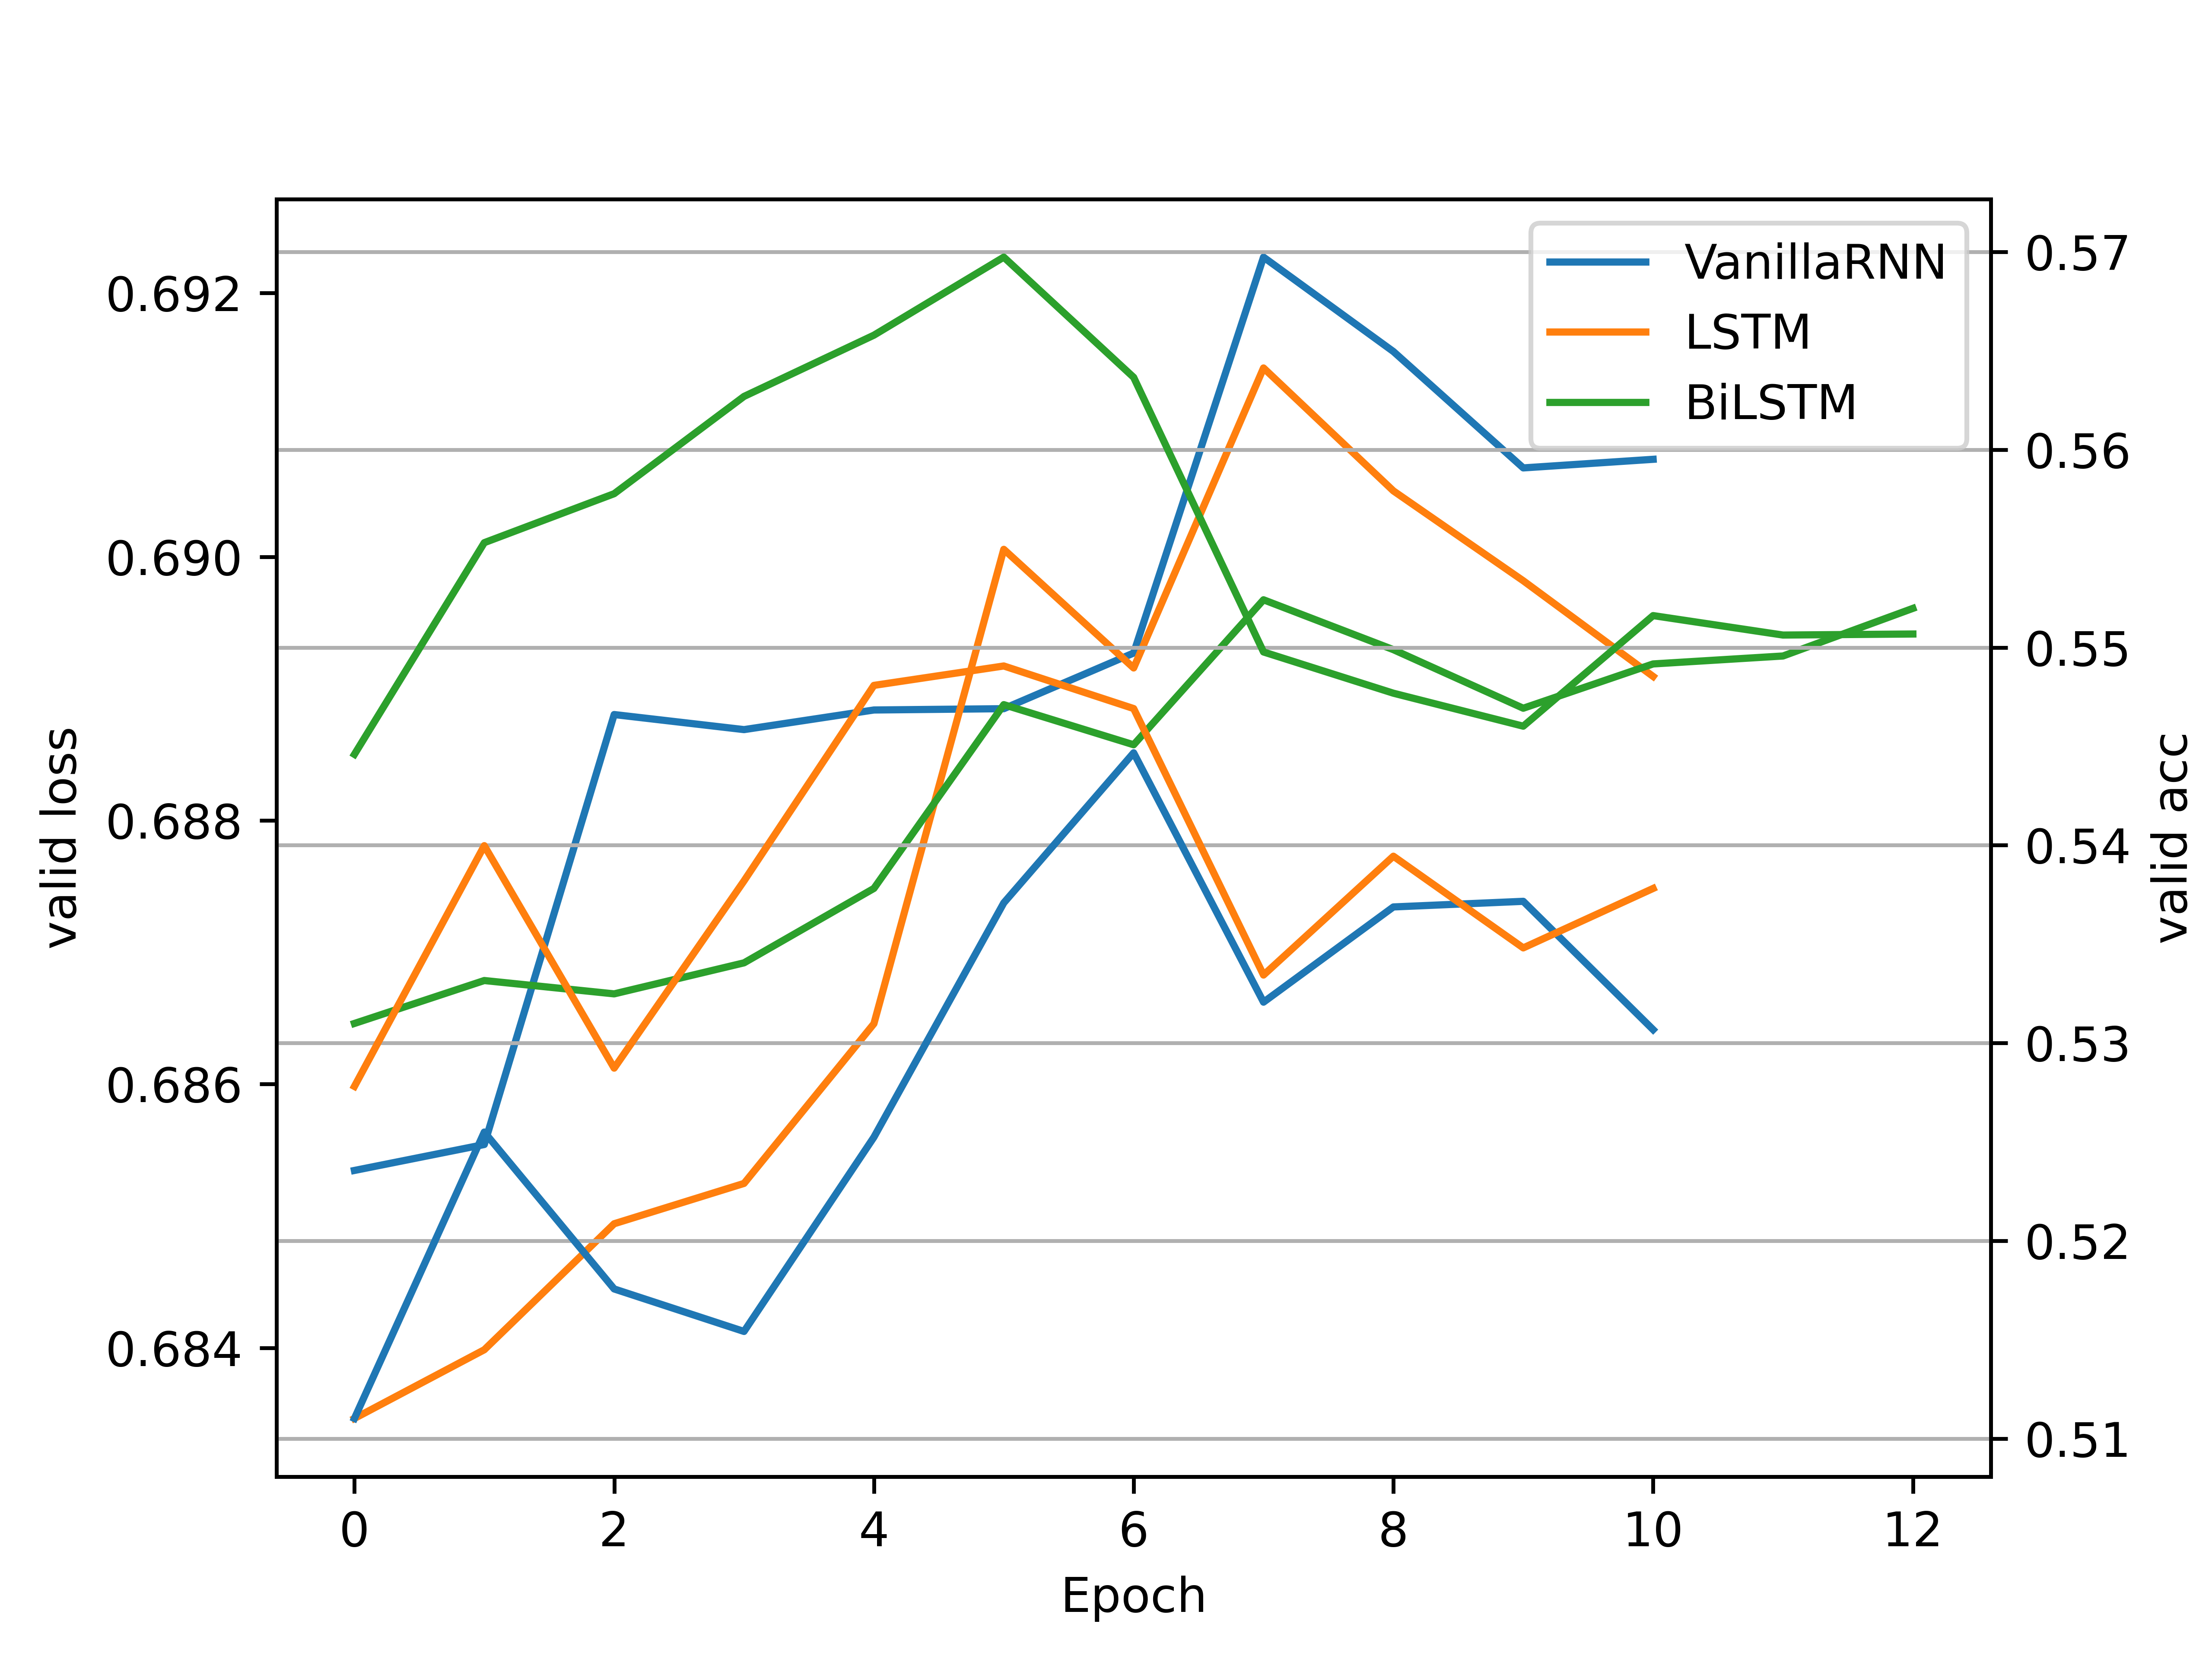 VanillaRNN
LSTM
BiLSTM
0.692
0.690
0.688
0.686
0.684
valid loss
0.57
0.56
0.55
0.54
0.53
0.52
0.51
valid acc
0 2 4 6 8 10 12
Epoch